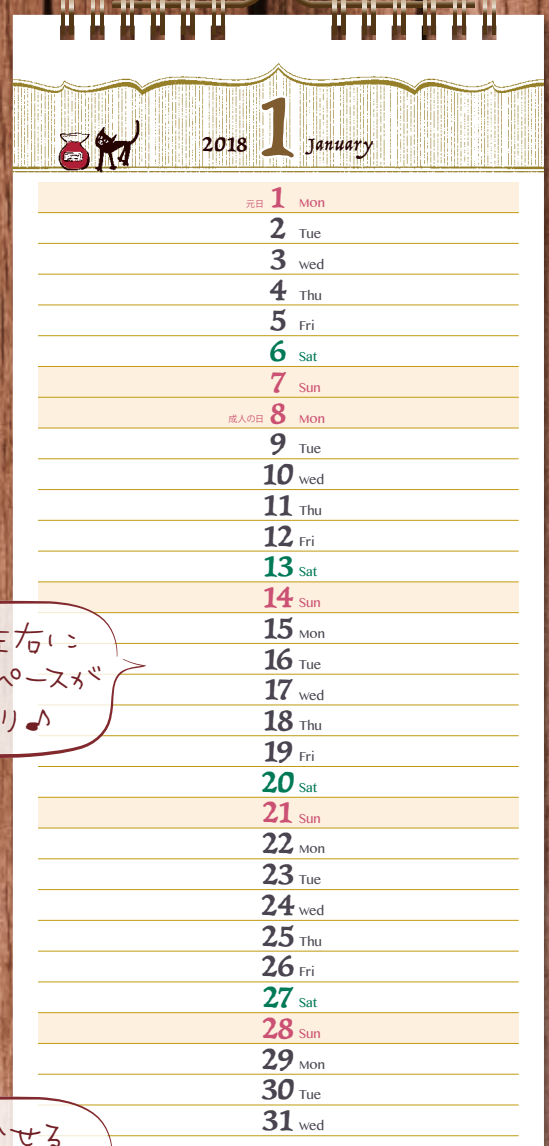 2018 1 January
元日 1 Mon
2 Tue
3 Wed
4 Thu
5 Fri
6 Sat
7 Sun
成人の日 8 Mon
9 Tue
10 Wed
11 Thu
12 Fri
13 Sat
14 Sun
左右に
15 Mon
16 Tue
ペースが
17 Wed
リ♪
18 Thu
19 Fri
20 Sat
21 Sun
22 Mon
23 Tue
24 Wed
25 Thu
26 Fri
27 Sat
28 Sun
29 Mon
30 Tue
31 Wed
せる